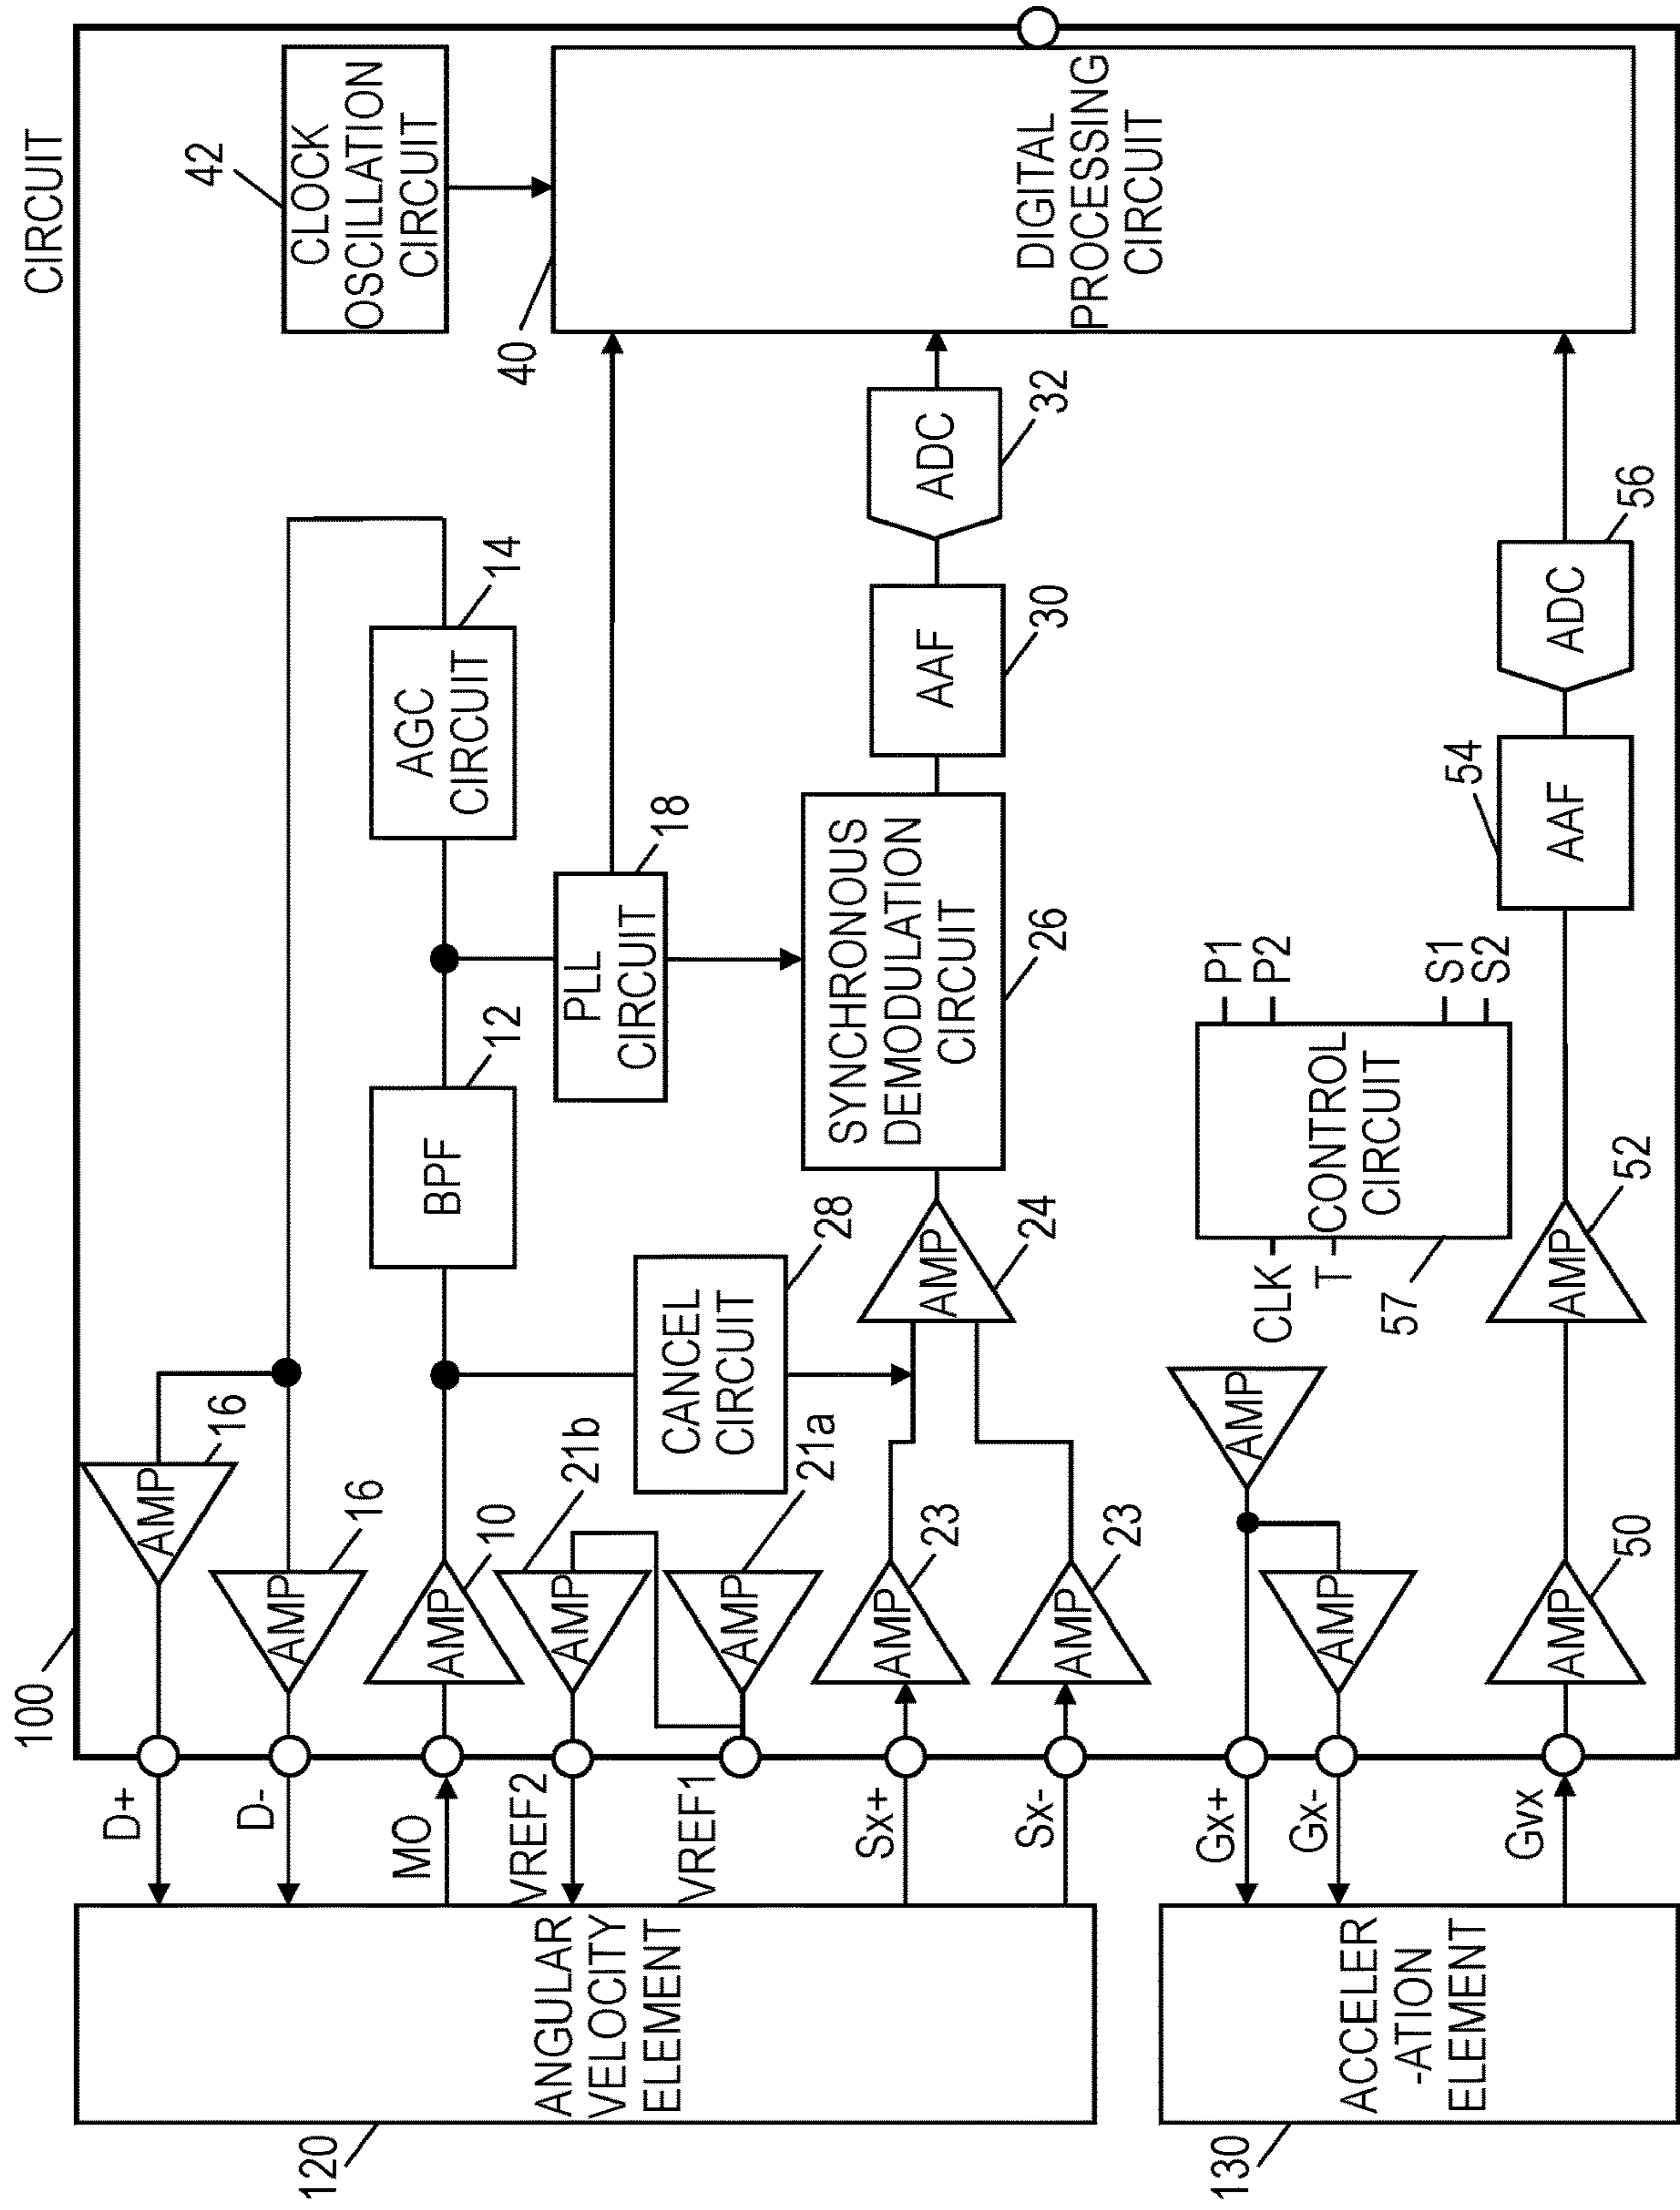 CIRCUIT
100
42
CLOCK
OSCILLATION
CIRCUIT
40
DIGITAL
PROCESSING
CIRCUIT
D+
AMP
16
D-
AMP
16
MO
AMP
10
BPF
12
AGC
CIRCUIT
14
PLL
CIRCUIT
18
VREF2
AMP
21b
VREF1
AMP
21a
CANCEL
CIRCUIT
28
Sx+
AMP
23
Sx-
AMP
23
AMP
24
SYNCHRONOUS
DEMODULATION
CIRCUIT
26
AAF
30
ADC
32
ANGULAR
VELOCITY
ELEMENT
120
Gx+
AMP
Gx-
AMP
CLK
T
CONTROL
CIRCUIT
57
P1
P2
S1
S2
Gvx
AMP
50
AMP
52
AAF
54
ADC
56
ACCELER
-ATION
ELEMENT
130